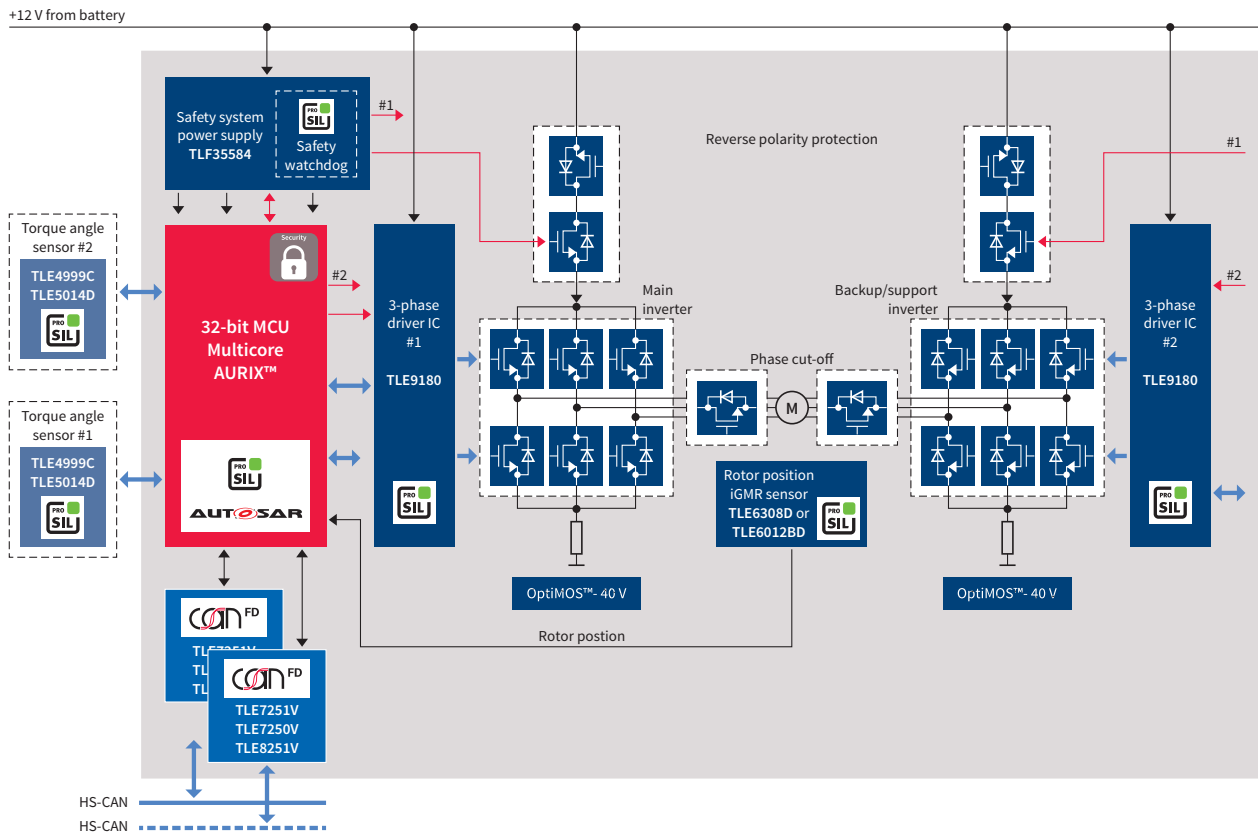 +12 V from battery
Safety system
power supply
TLF35584
PRO
SIL
Safety
watchdog
#1
Reverse polarity protection
#1
Torque angle
sensor #2
TLE4999C
TLE5014D
PRO
SIL
Security
32-bit MCU
Multicore
AURIX™
PRO
SIL
AUTOSAR
#2
3-phase
driver IC
#1
TLE9180
PRO
SIL
Main
inverter
Backup/support
inverter
Phase cut-off
M
#2
3-phase
driver IC
#2
TLE9180
PRO
SIL
Torque angle
sensor #1
TLE4999C
TLE5014D
PRO
SIL
Rotor position
iGMR sensor
TLE6308D or
TLE6012BD
PRO
SIL
OptiMOS™- 40 V
OptiMOS™- 40 V
Rotor postion
CAN FD
TLE7251V
CAN FD
TLE7251V
TLE7250V
TLE8251V
HS-CAN
HS-CAN